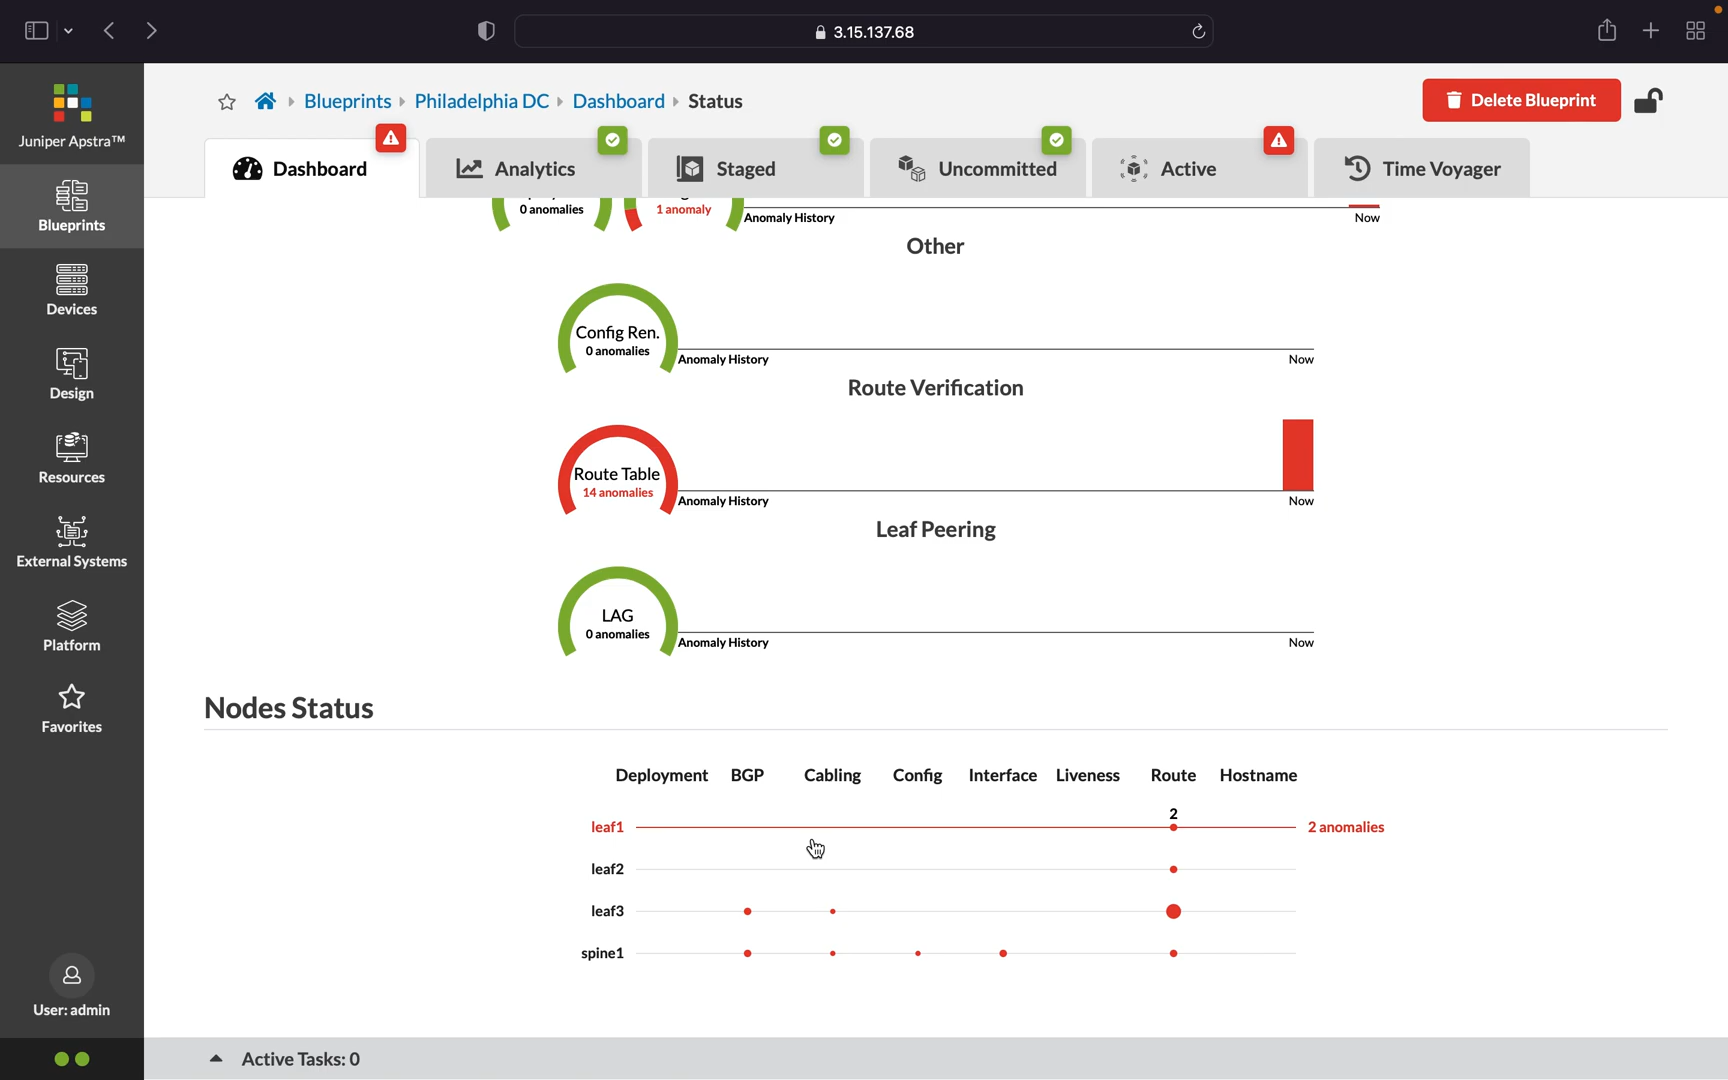 3.15.137.68
Juniper Apstra™
Blueprints
Devices
Design
Resources
External Systems
Platform
Favorites
User: admin
Blueprints Philadelphia DC Dashboard Status
Delete Blueprint
Dashboard Analytics Staged Uncommitted Active Time Voyager
0 anomalies 1 anomaly Anomaly History Now
Other
Config Ren.
0 anomalies
Anomaly History Now
Route Verification
Route Table
14 anomalies
Anomaly History Now
Leaf Peering
LAG
0 anomalies
Anomaly History Now
Nodes Status
Deployment BGP Cabling Config Interface Liveness Route Hostname
2
leaf1 2 anomalies
leaf2
leaf3
spine1
Active Tasks: 0